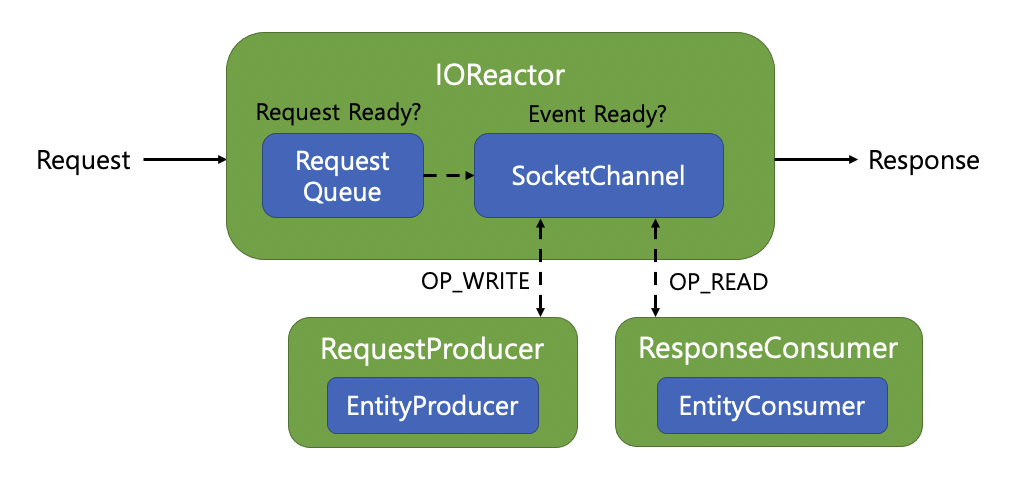 IOReactor
Request Ready?
Event Ready?
Request
Request
Queue
SocketChannel
Response
OP_WRITE
OP_READ
RequestProducer
ResponseConsumer
EntityProducer
EntityConsumer